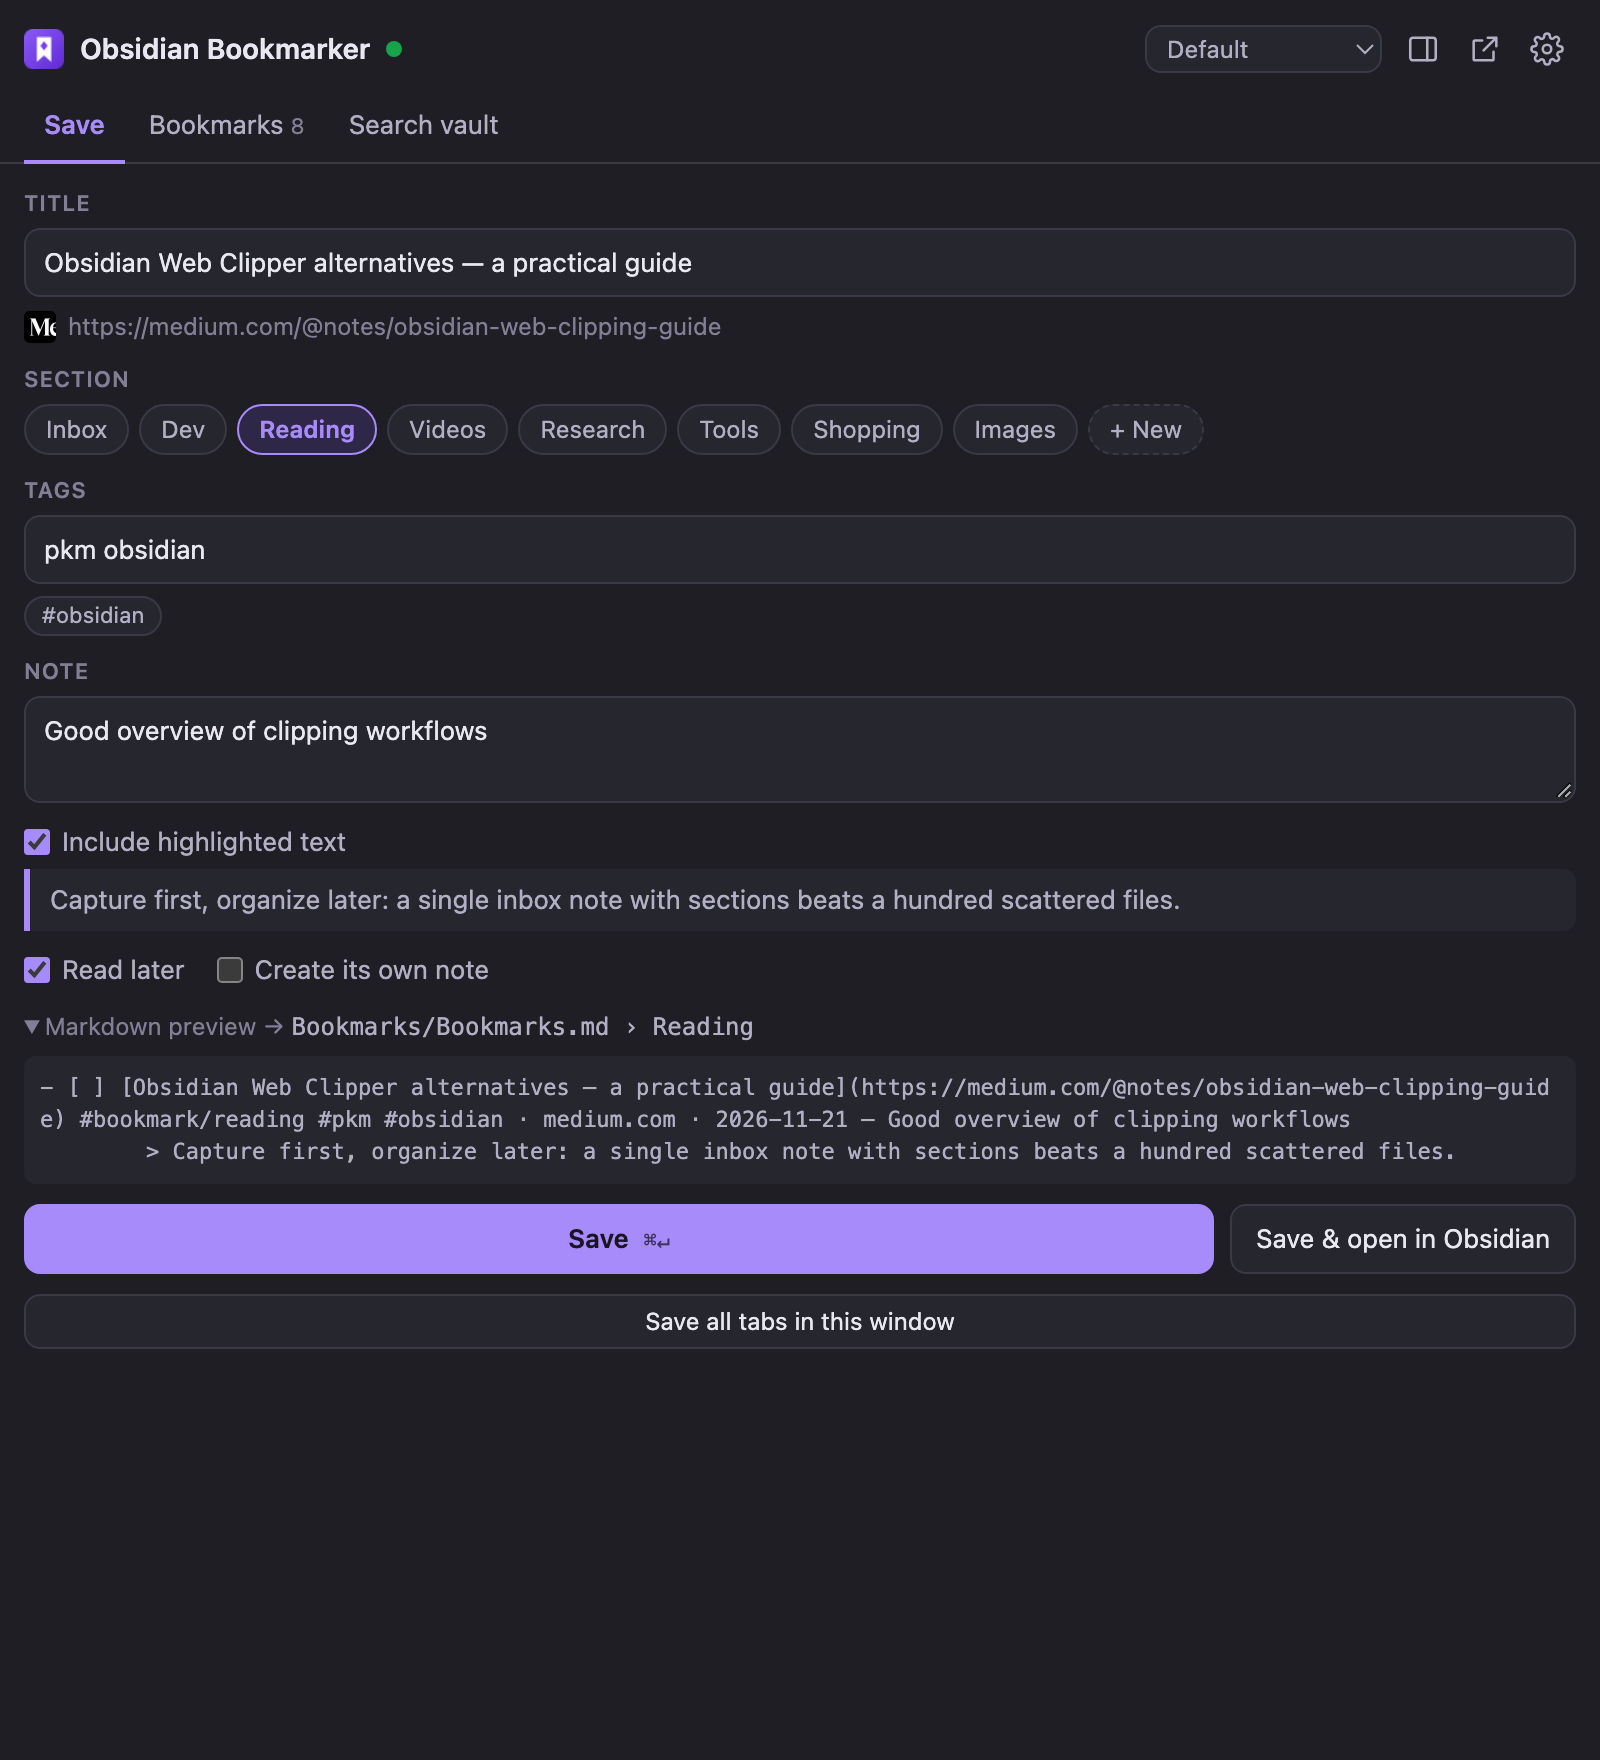 Obsidian Bookmarker
Default
Save
Bookmarks 8
Search vault
TITLE
Obsidian Web Clipper alternatives — a practical guide
Me
https://medium.com/@notes/obsidian-web-clipping-guide
SECTION
Inbox
Dev
Reading
Videos
Research
Tools
Shopping
Images
+ New
TAGS
pkm obsidian
#obsidian
NOTE
Good overview of clipping workflows
Include highlighted text
Capture first, organize later: a single inbox note with sections beats a hundred scattered files.
Read later
Create its own note
▼ Markdown preview → Bookmarks/Bookmarks.md › Reading
- [ ] [Obsidian Web Clipper alternatives — a practical guide](https://medium.com/@notes/obsidian-web-clipping-guid
e) #bookmark/reading #pkm #obsidian · medium.com · 2026-11-21 — Good overview of clipping workflows
> Capture first, organize later: a single inbox note with sections beats a hundred scattered files.
Save ⌘↵
Save & open in Obsidian
Save all tabs in this window